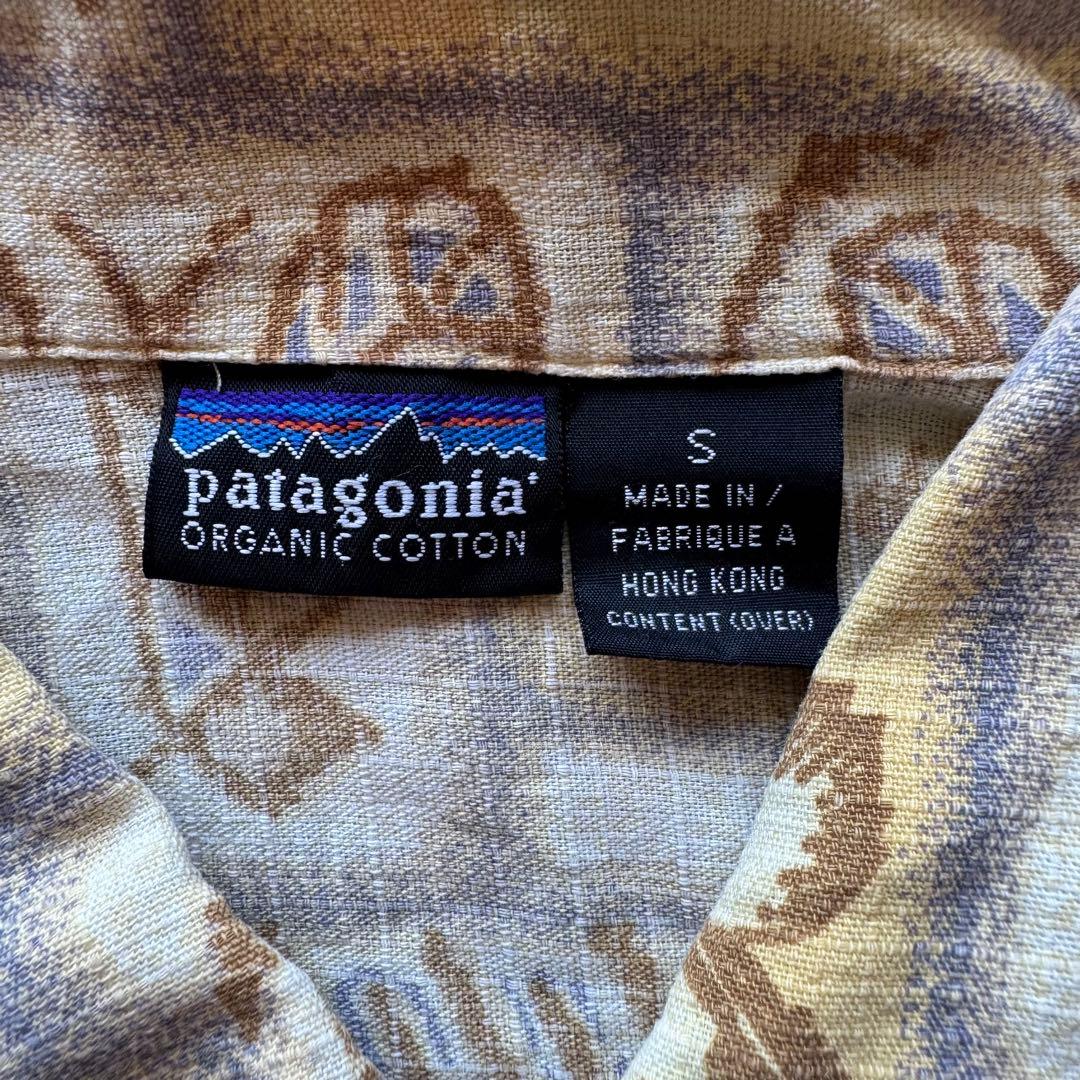 patagonia®
ORGANIC COTTON
S
MADE IN /
FABRIQUE A
HONG KONG
CONTENT (OVER)